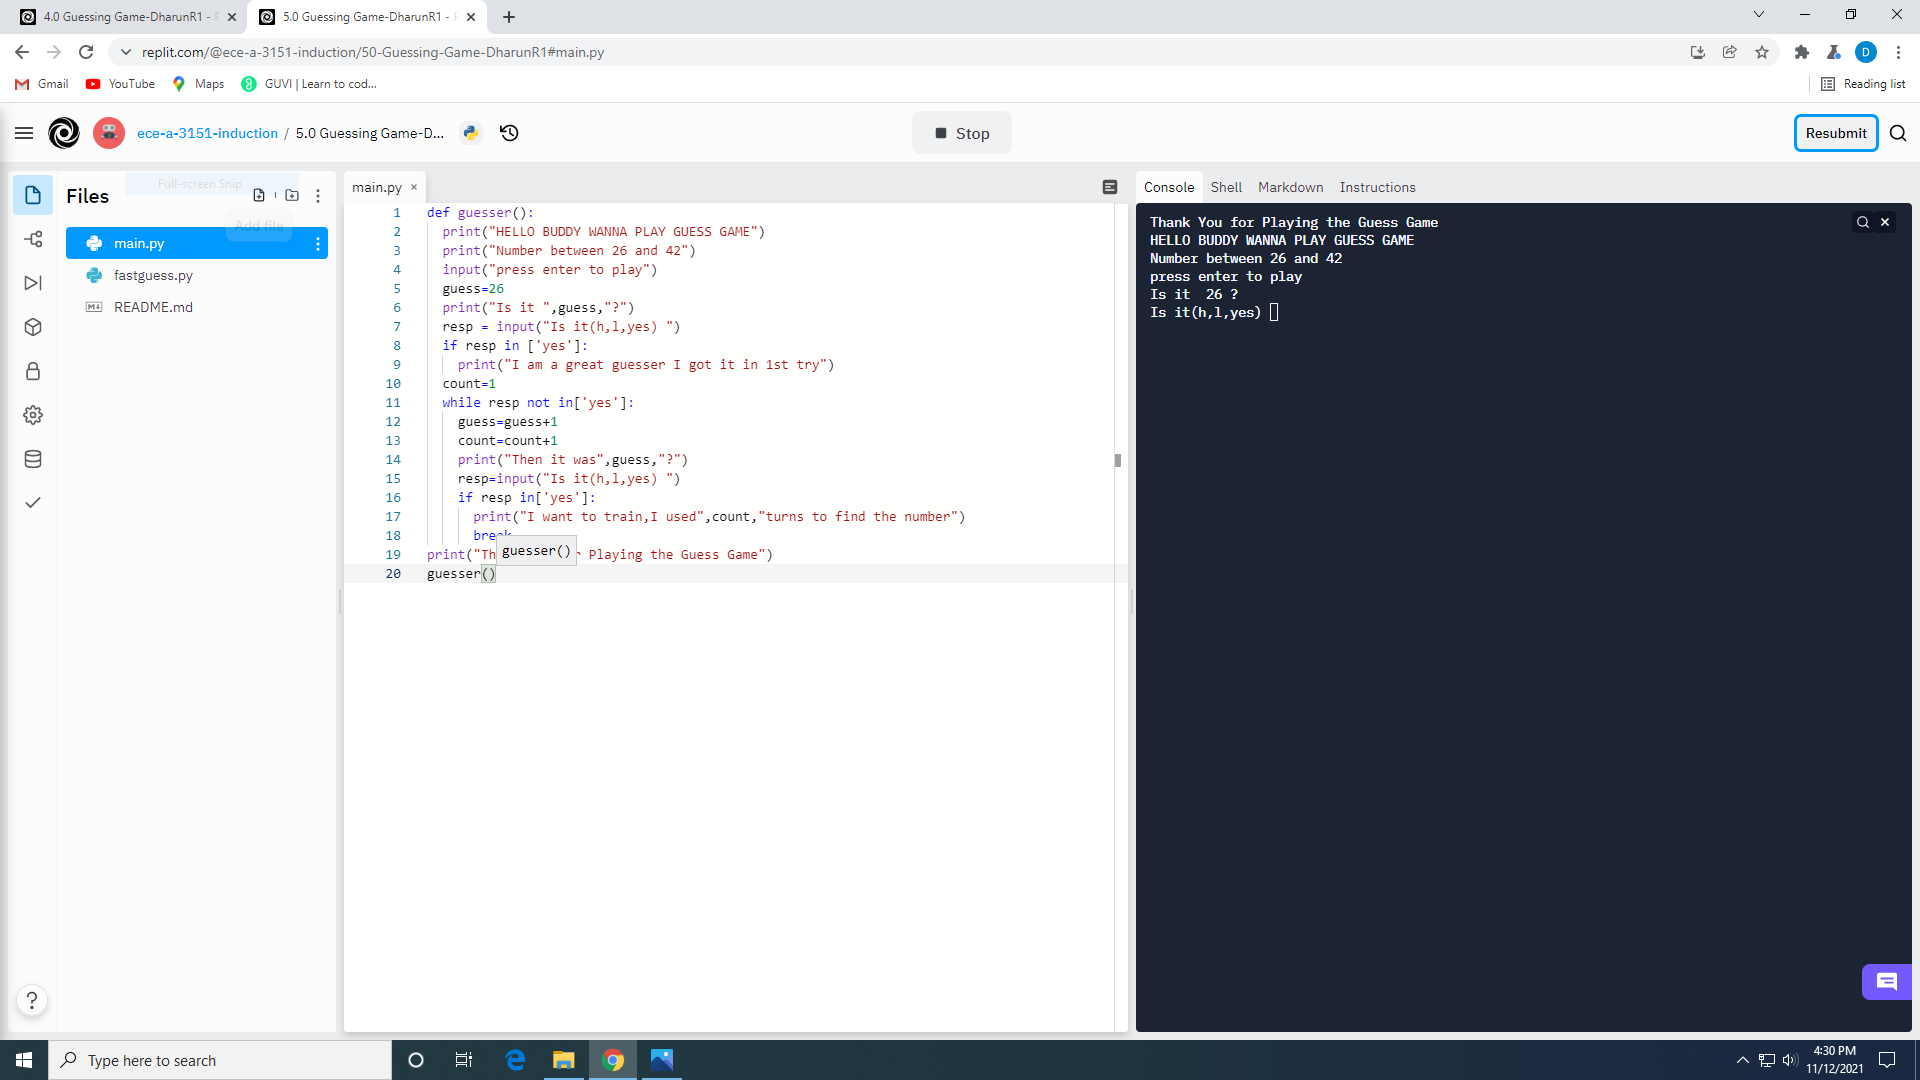 4.0 Guessing Game-DharunR1 -
5.0 Guessing Game-DharunR1 -
replit.com/@ece-a-3151-induction/50-Guessing-Game-DharunR1#main.py
D
Gmail
YouTube
Maps
GUVI | Learn to cod...
Reading list
ece-a-3151-induction / 5.0 Guessing Game-D...
Stop
Resubmit
Files
Full-screen Snip
Add file
main.py
fastguess.py
README.md
main.py
1 def guesser():
2 print("HELLO BUDDY WANNA PLAY GUESS GAME")
3 print("Number between 26 and 42")
4 input("press enter to play")
5 guess=26
6 print("Is it ",guess,"?")
7 resp = input("Is it(h,l,yes) ")
8 if resp in ['yes']:
9 print("I am a great guesser I got it in 1st try")
10 count=1
11 while resp not in['yes']:
12 guess=guess+1
13 count=count+1
14 print("Then it was",guess,"?")
15 resp=input("Is it(h,l,yes) ")
16 if resp in['yes']:
17 print("I want to train,I used",count,"turns to find the number")
18 break
19 print("Th Playing the Guess Game")
guesser()
20 guesser()
Console
Shell
Markdown
Instructions
Thank You for Playing the Guess Game
HELLO BUDDY WANNA PLAY GUESS GAME
Number between 26 and 42
press enter to play
Is it  26 ?
Is it(h,l,yes)
?
Type here to search
4:30 PM
11/12/2021